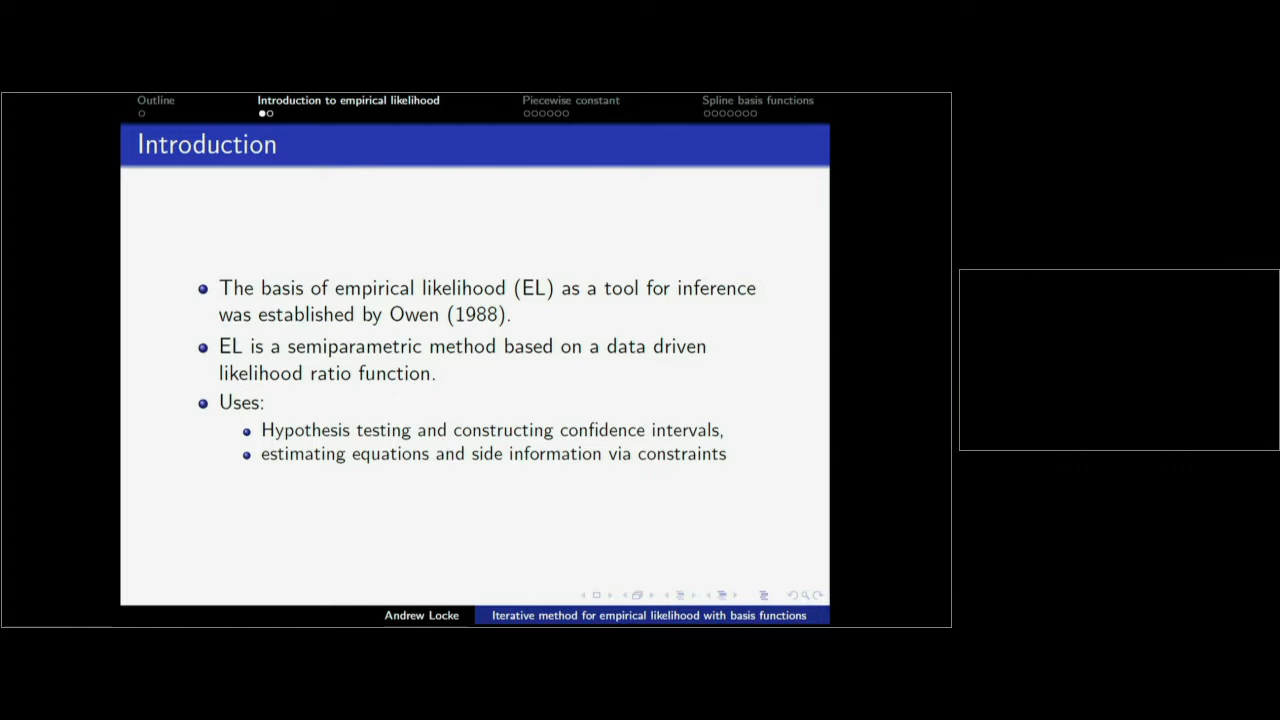 Outline
Introduction to empirical likelihood
Piecewise constant
Spline basis functions
Introduction
The basis of empirical likelihood (EL) as a tool for inference
was established by Owen (1988).
EL is a semiparametric method based on a data driven
likelihood ratio function.
Uses:
Hypothesis testing and constructing confidence intervals,
estimating equations and side information via constraints
Andrew Locke
Iterative method for empirical likelihood with basis functions